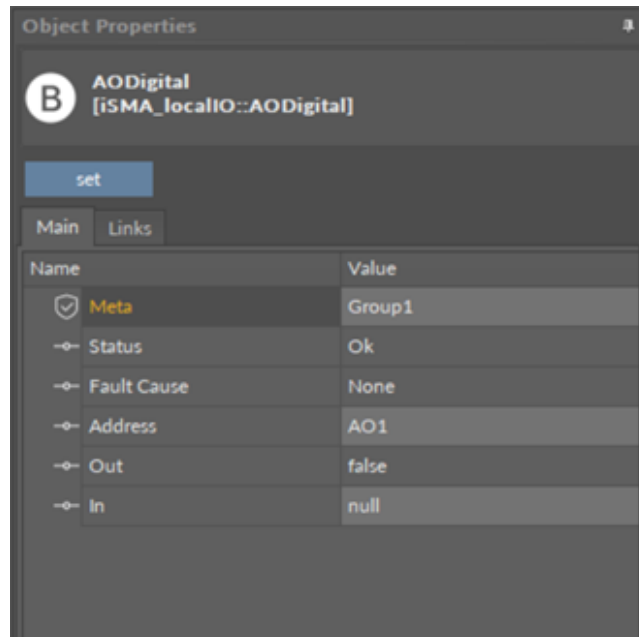 Object Properties
B
AODigital
[iSMA_localIO::AODigital]
set
Main Links
Name Value
Meta Group1
Status Ok
Fault Cause None
Address AO1
Out false
In null